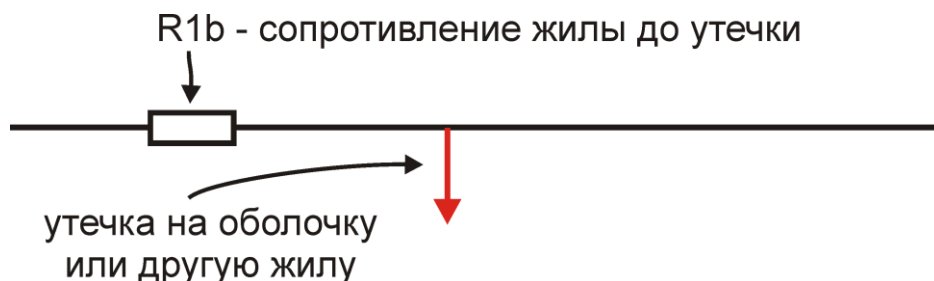 R1b - сопротивление жилы до утечки
утечка на оболочку
или другую жилу